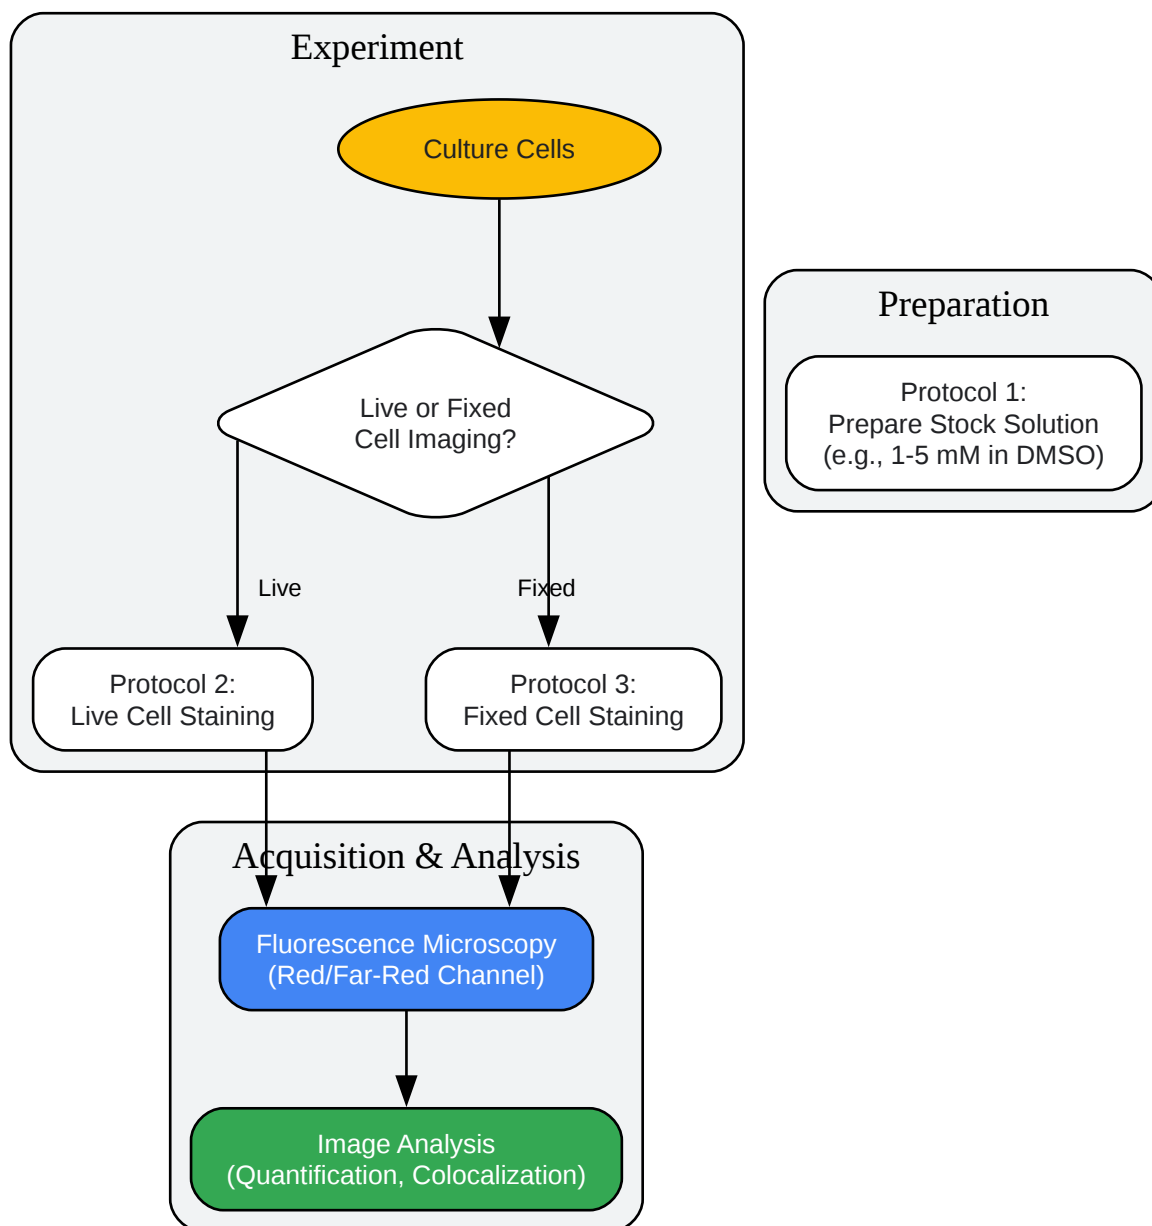 Experiment
Culture Cells
Live or Fixed
Cell Imaging?
Live
Fixed
Protocol 2:
Live Cell Staining
Protocol 3:
Fixed Cell Staining
Preparation
Protocol 1:
Prepare Stock Solution
(e.g., 1-5 mM in DMSO)
Acquisition & Analysis
Fluorescence Microscopy
(Red/Far-Red Channel)
Image Analysis
(Quantification, Colocalization)